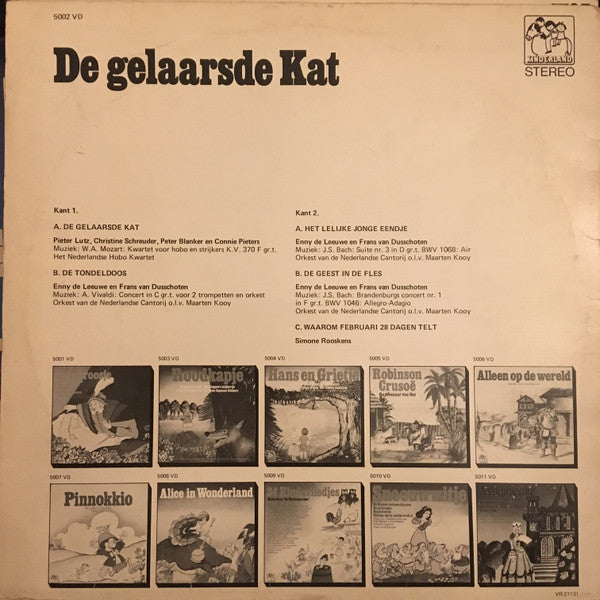 5002 VD
KINDERLAND
STEREO
De gelaarsde Kat
Kant 1.
A. DE GELAARSDE KAT
Pieter Lutz, Christine Schreuder, Peter Blanker en Connie Pieters
Muziek: W.A. Mozart: Kwartet voor hobo en strijkers K.V. 370 F gr.t.
Het Nederlandse Hobo Kwartet
B. DE TONDELDOOS
Enny de Leeuwe en Frans van Dusschoten
Muziek: A. Vivaldi: Concert in C gr.t. voor 2 trompetten en orkest
Orkest van de Nederlandse Cantorij o.l.v. Maarten Kooy
Kant 2.
A. HET LELIJKE JONGE EENDJE
Enny de Leeuwe en Frans van Dusschoten
Muziek: J.S. Bach: Suite nr. 3 in D gr.t. BWV 1068: Air
Orkest van de Nederlandse Cantorij o.l.v. Maarten Kooy
B. DE GEEST IN DE FLES
Enny de Leeuwe en Frans van Dusschoten
Muziek: J.S. Bach: Brandenburgs concert nr. 1
in F gr.t. BWV 1046: Allegro-Adagio
Orkest van de Nederlandse Cantorij o.l.v. Maarten Kooy
C. WAAROM FEBRUARI 28 DAGEN TELT
Simone Rooskens
5001 VD
5003 VD
5004 VD
5005 VD
5006 VD
Roodkapje
Hans en Grietje
Robinson
Crusoë
Alleen op de wereld
5007 VD
5008 VD
5009 VD
5010 VD
5011 VD
Pinnokkio
Alice in Wonderland
Sneeuwwitje
Assepoester
VR 21131